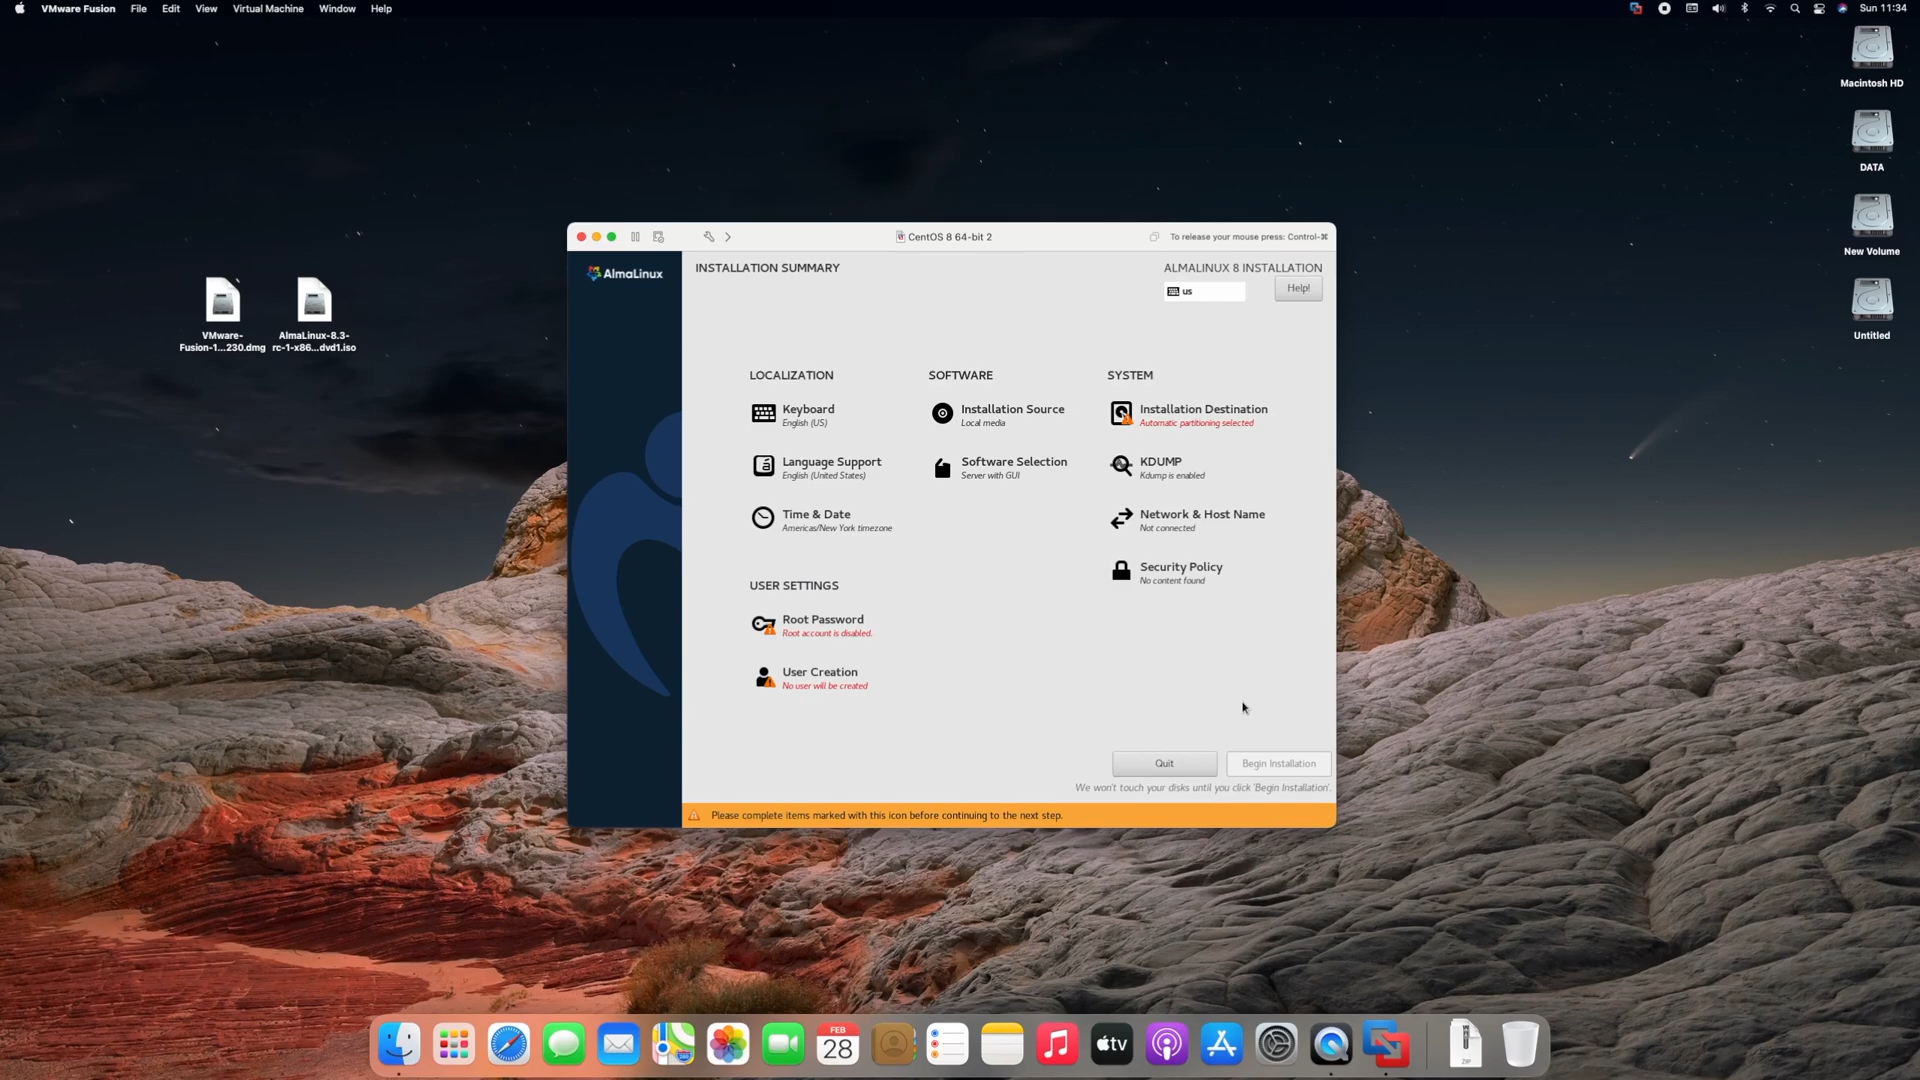 VMware Fusion File Edit View Virtual Machine Window Help Sun 11:34
Macintosh HD
DATA
New Volume
Untitled
VMware-
Fusion-1...230.dmg
AlmaLinux-8.3-
rc-1-x86...dvd1.iso
CentOS 8 64-bit 2
To release your mouse press: Control-⌘
AlmaLinux
INSTALLATION SUMMARY
ALMALINUX 8 INSTALLATION
us
Help!
LOCALIZATION
Keyboard
English (US)
Language Support
English (United States)
Time & Date
Americas/New York timezone
SOFTWARE
Installation Source
Local media
Software Selection
Server with GUI
SYSTEM
Installation Destination
Automatic partitioning selected
KDUMP
Kdump is enabled
Network & Host Name
Not connected
Security Policy
No content found
USER SETTINGS
Root Password
Root account is disabled.
User Creation
No user will be created
Quit
Begin Installation
We won't touch your disks until you click 'Begin Installation'.
Please complete items marked with this icon before continuing to the next step.
FEB
28
tv
ZIP